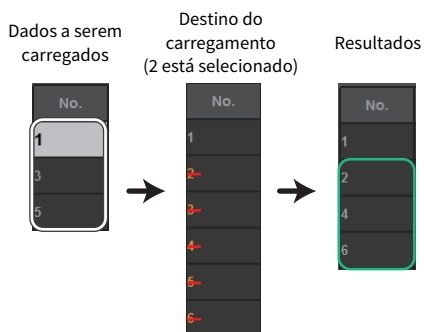 Dados a serem
carregados
No.
1
3
5
Destino do
carregamento
(2 está selecionado)
No.
1
2
3
4
5
6
Resultados
No.
1
2
4
6